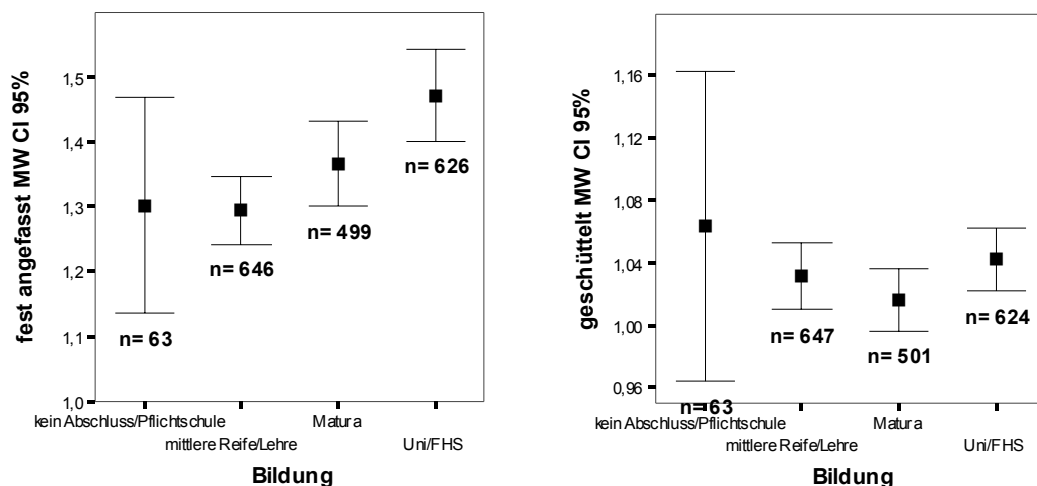 fest angefasst MW CI 95%
1,5
1,4
1,3
1,2
1,1
1,0
n= 63
n= 646
n= 499
n= 626
kein Abschluss/Pflichtschule
mittlere Reife/Lehre
Matura
Uni/FHS
Bildung
geschüttelt MW CI 95%
1,16
1,12
1,08
1,04
1,00
0,96
n= 63
n= 647
n= 501
n= 624
kein Abschluss/Pflichtschule
mittlere Reife/Lehre
Matura
Uni/FHS
Bildung